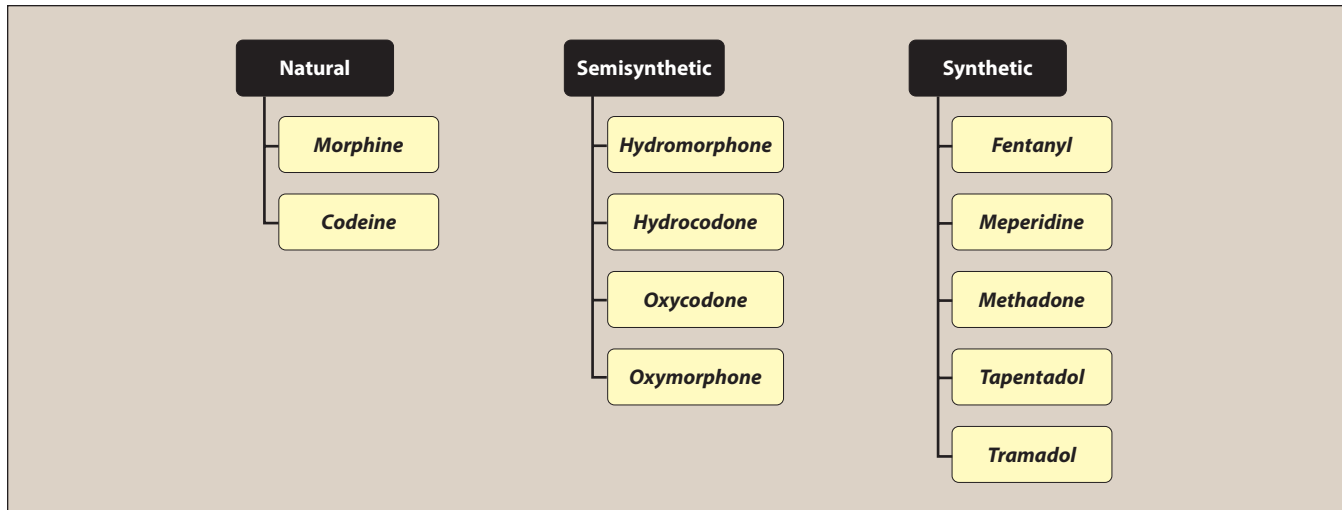 Natural
Morphine
Codeine
Semisynthetic
Hydromorphone
Hydrocodone
Oxycodone
Oxymorphone
Synthetic
Fentanyl
Meperidine
Methadone
Tapentadol
Tramadol